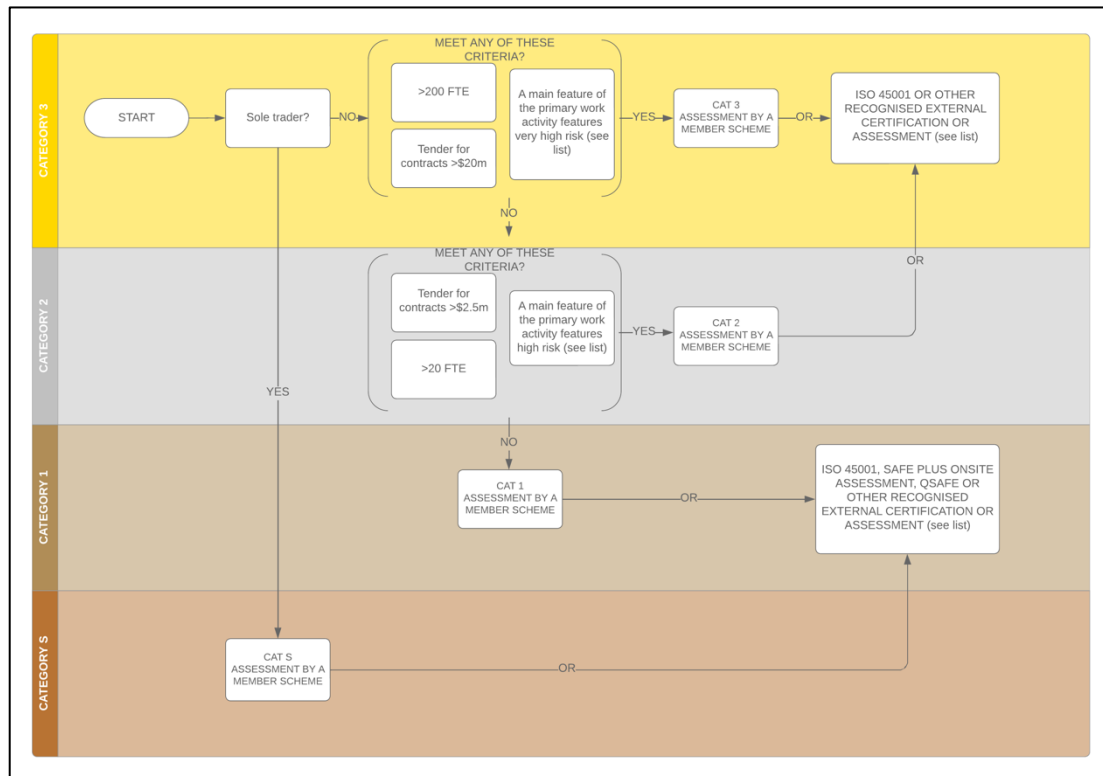 CATEGORY 3
START
Sole trader?
NO
MEET ANY OF THESE
CRITERIA?
>200 FTE
Tender for
contracts >$20m
A main feature of
the primary work
activity features
very high risk (see
list)
YES
CAT 3
ASSESSMENT BY A
MEMBER SCHEME
OR
ISO 45001 OR OTHER
RECOGNISED EXTERNAL
CERTIFICATION OR
ASSESSMENT (see list)
NO
CATEGORY 2
MEET ANY OF THESE
CRITERIA?
Tender for
contracts >$2.5m
>20 FTE
A main feature of
the primary work
activity features
high risk (see list)
YES
CAT 2
ASSESSMENT BY A
MEMBER SCHEME
OR
YES
NO
CATEGORY 1
CAT 1
ASSESSMENT BY A
MEMBER SCHEME
OR
ISO 45001, SAFE PLUS ONSITE
ASSESSMENT, QSAFE OR
OTHER RECOGNISED
EXTERNAL CERTIFICATION OR
ASSESSMENT (see list)
CATEGORY S
CAT S
ASSESSMENT BY A
MEMBER SCHEME
OR